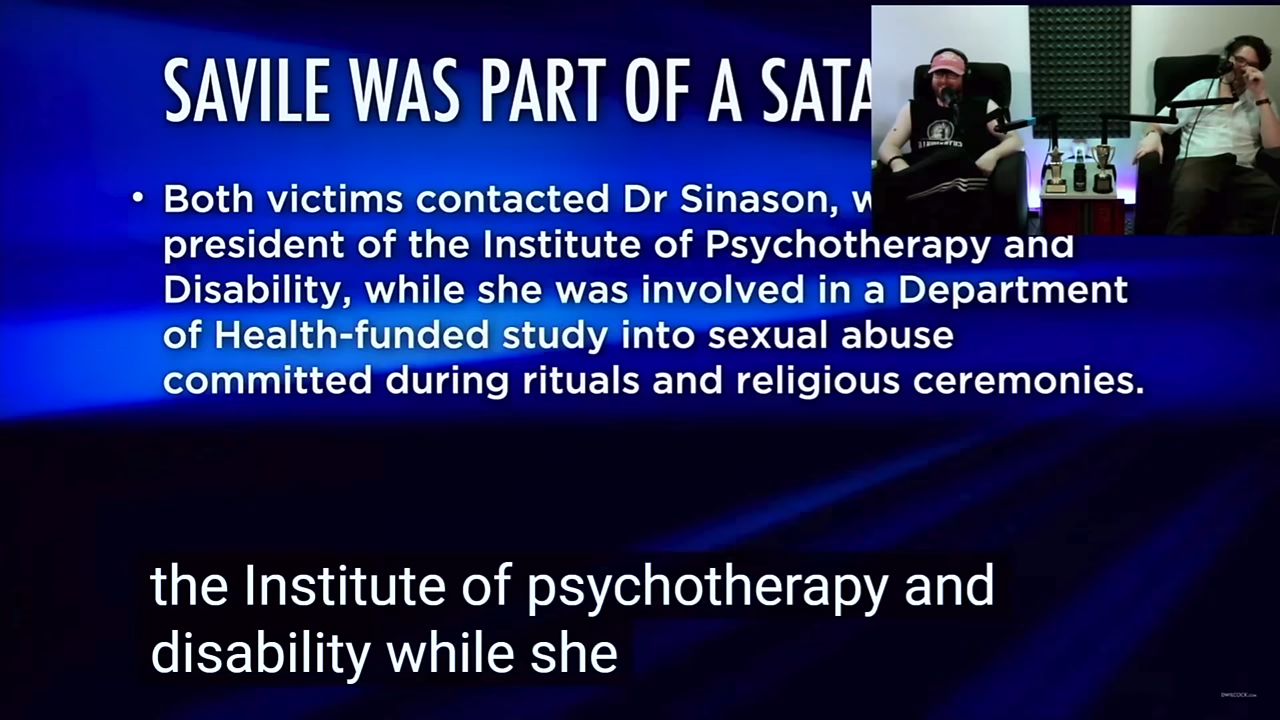 SAVILE WAS PART OF A SATA
• Both victims contacted Dr Sinason, w
president of the Institute of Psychotherapy and
Disability, while she was involved in a Department
of Health-funded study into sexual abuse
committed during rituals and religious ceremonies.
the Institute of psychotherapy and
disability while she
DWILCOCK.COM